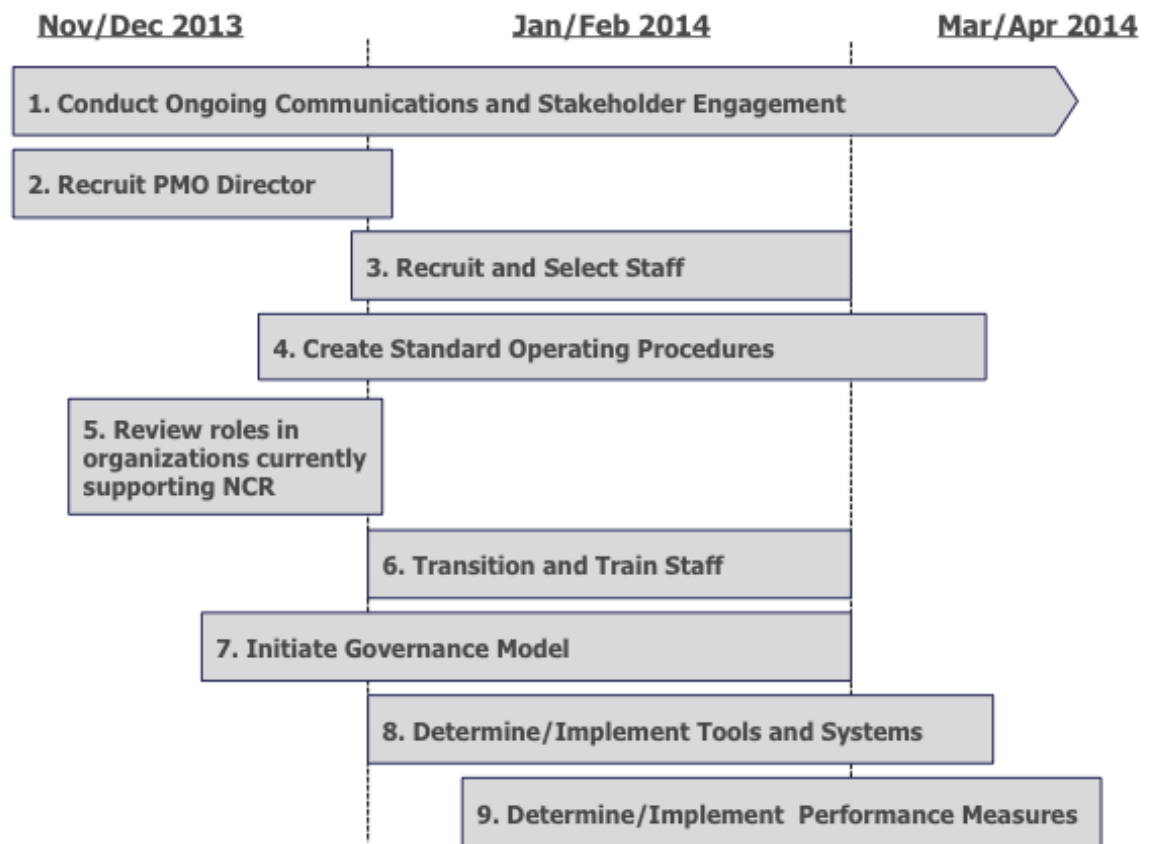 Nov/Dec 2013 Jan/Feb 2014 Mar/Apr 2014
1. Conduct Ongoing Communications and Stakeholder Engagement
2. Recruit PMO Director
3. Recruit and Select Staff
4. Create Standard Operating Procedures
5. Review roles in
organizations currently
supporting NCR
6. Transition and Train Staff
7. Initiate Governance Model
8. Determine/Implement Tools and Systems
9. Determine/Implement Performance Measures